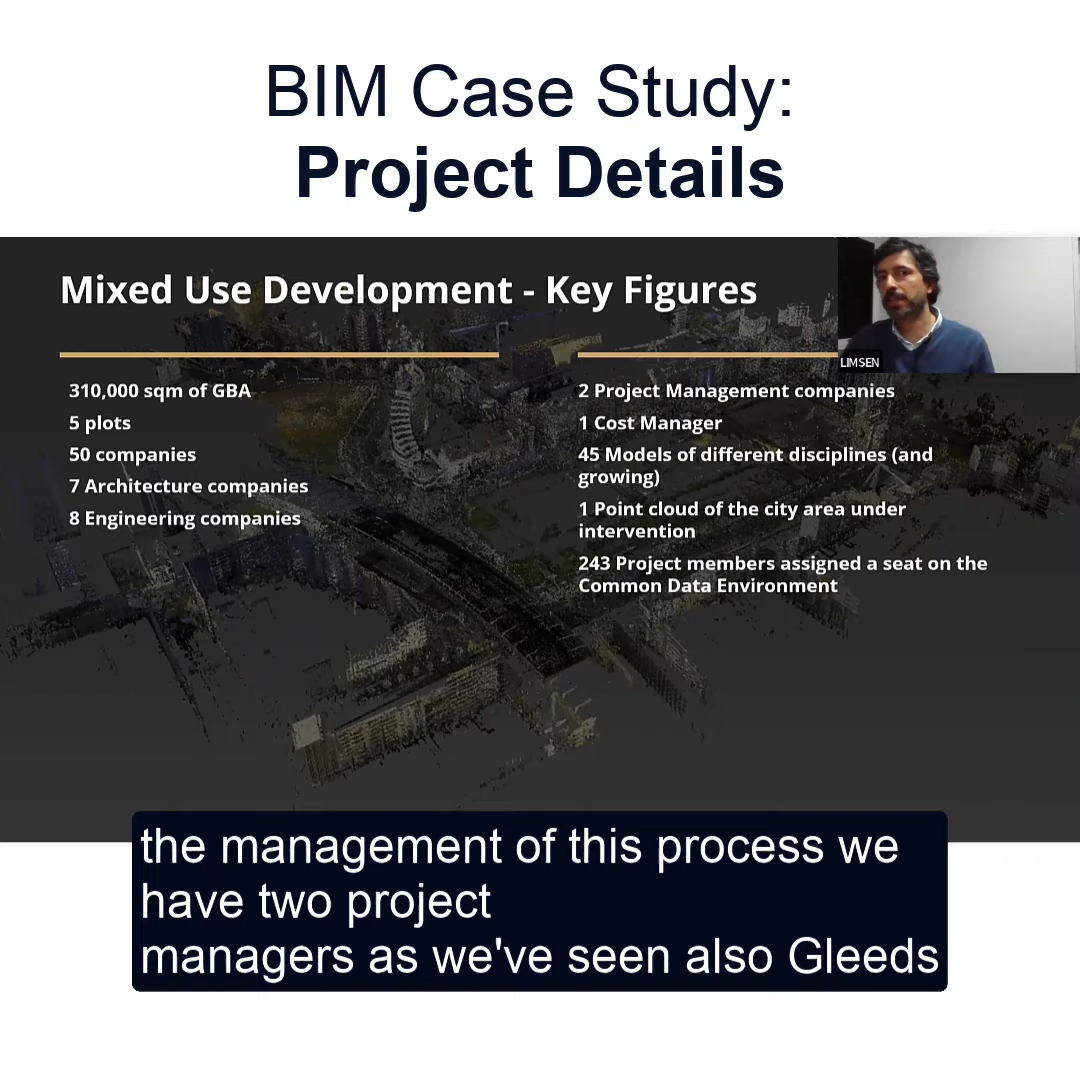 BIM Case Study:
Project Details
Mixed Use Development - Key Figures
LIMSEN
310,000 sqm of GBA
5 plots
50 companies
7 Architecture companies
8 Engineering companies
2 Project Management companies
1 Cost Manager
45 Models of different disciplines (and
growing)
1 Point cloud of the city area under
intervention
243 Project members assigned a seat on the
Common Data Environment
the management of this process we
have two project
managers as we've seen also Gleeds